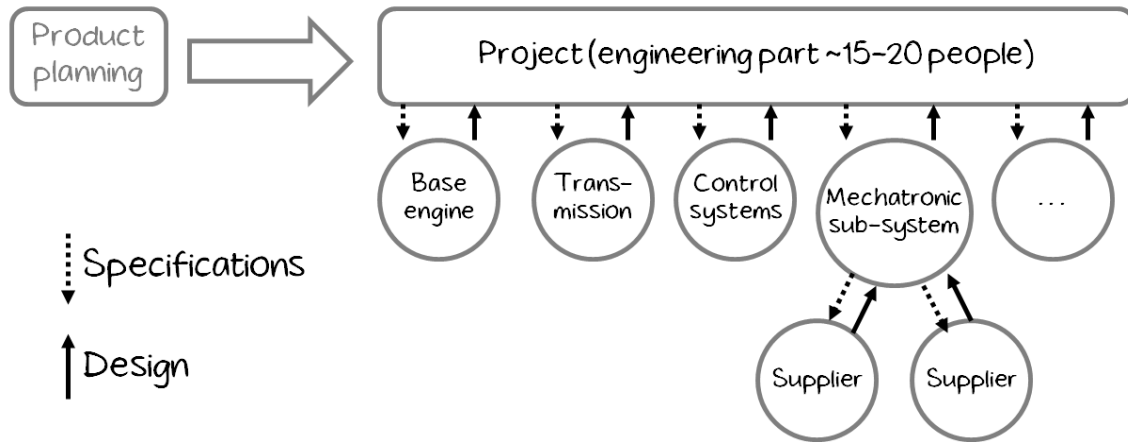 Product
planning
Project (engineering part ~15-20 people)
Base
engine
Trans-
mission
Control
systems
Mechatronic
sub-system
...
Specifications
Design
Supplier
Supplier